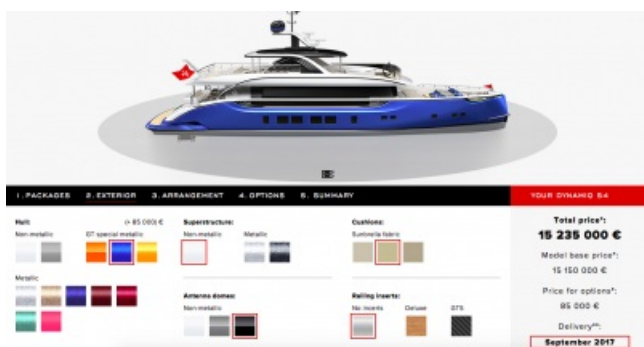 1. PACKAGES 2. EXTERIOR 3. ARRANGEMENT 4. OPTIONS 5. SUMMARY
YOUR DYNAMIQ S4
Hull:
(+ 85 000) €
Non-metallic
GT special metallic
Metallic
Superstructure:
Non-metallic
Metallic
Antenna domes:
Non-metallic
Cushions:
Sunbrella fabric
Railing inserts:
No inserts
Deluxe
GTS
Total price*:
15 235 000 €
Model base price*:
15 150 000 €
Price for options*:
85 000 €
Delivery**:
September 2017